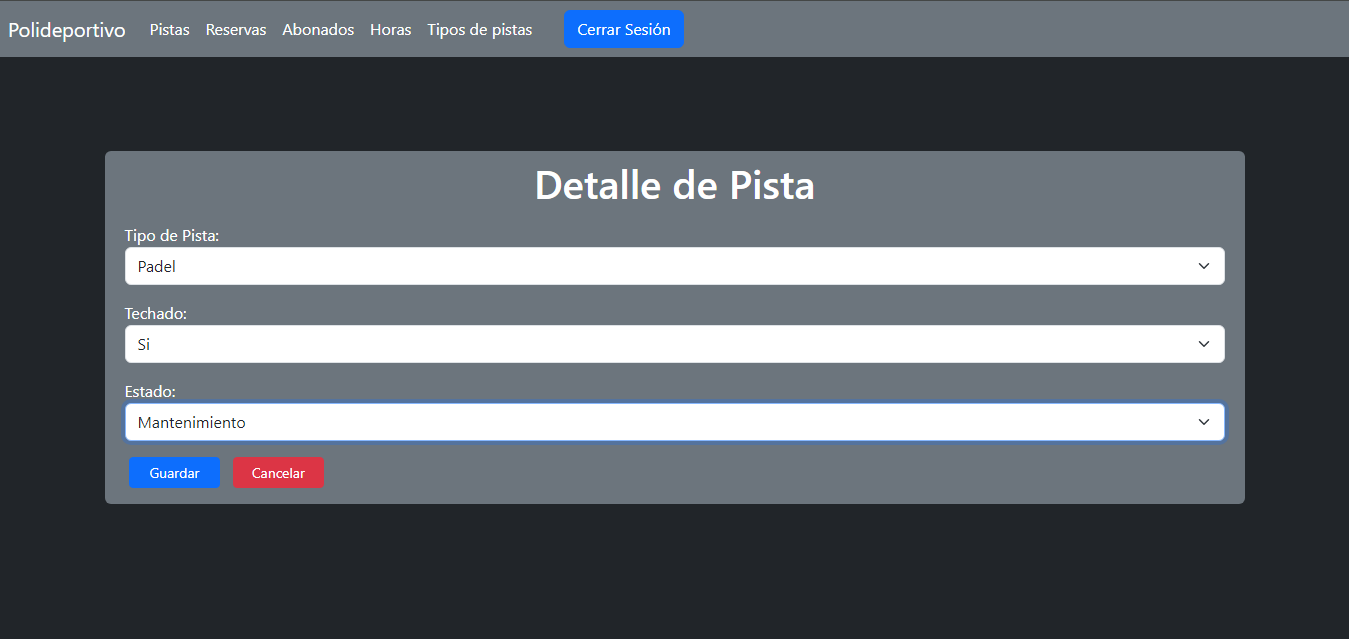 Polideportivo Pistas Reservas Abonados Horas Tipos de pistas Cerrar Sesión
Detalle de Pista
Tipo de Pista:
Padel
Techado:
Si
Estado:
Mantenimiento
Guardar Cancelar